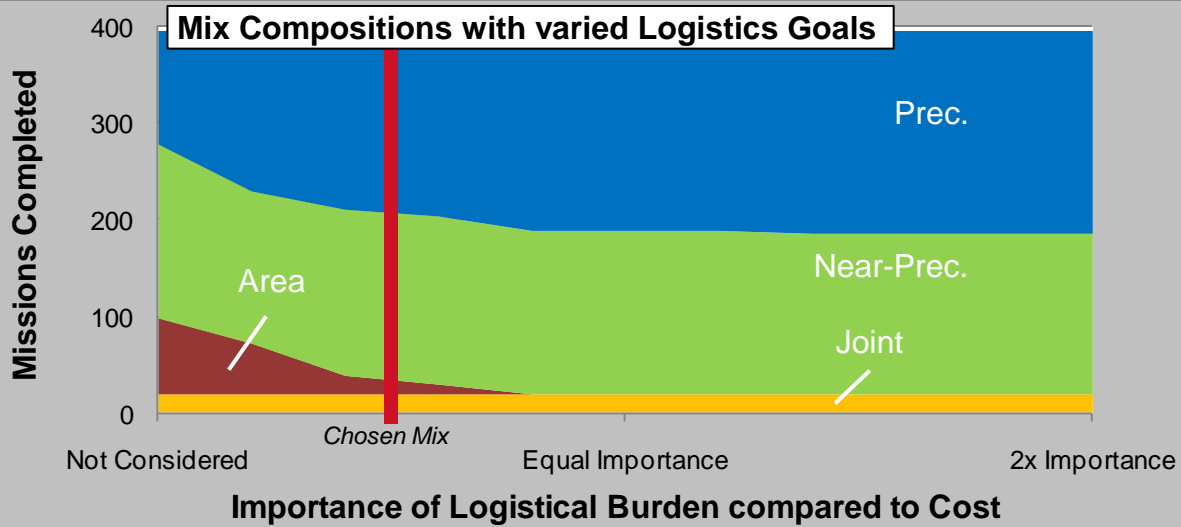 Mix Compositions with varied Logistics Goals
400
300
200
100
0
Missions Completed
Prec.
Near-Prec.
Area
Joint
Chosen Mix
Not Considered
Equal Importance
2x Importance
Importance of Logistical Burden compared to Cost